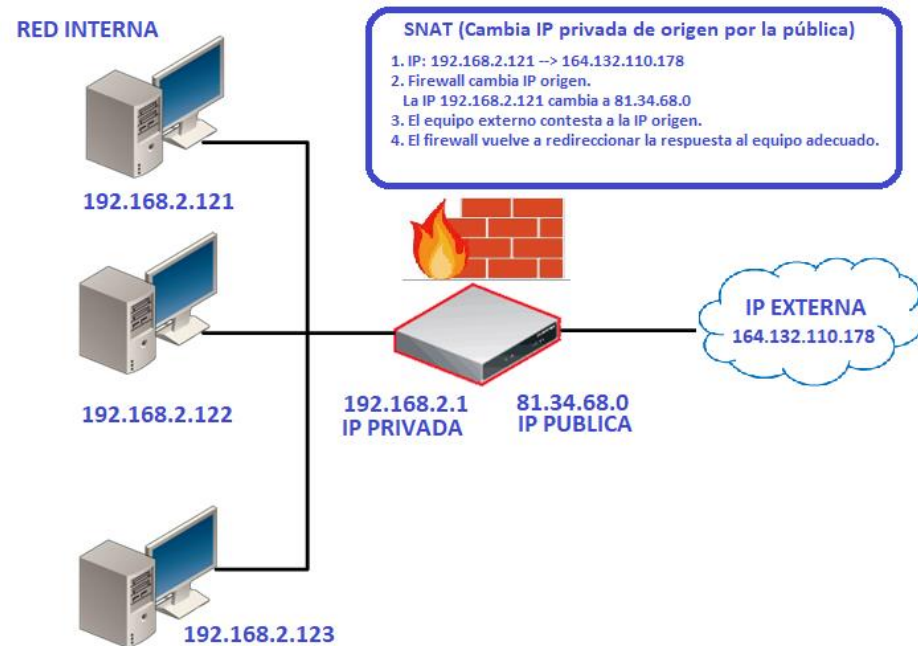 RED INTERNA
SNAT (Cambia IP privada de origen por la pública)
1. IP: 192.168.2.121 --> 164.132.110.178
2. Firewall cambia IP origen.
La IP 192.168.2.121 cambia a 81.34.68.0
3. El equipo externo contesta a la IP origen.
4. El firewall vuelve a redireccionar la respuesta al equipo adecuado.
192.168.2.121
192.168.2.122
192.168.2.123
192.168.2.1
IP PRIVADA
81.34.68.0
IP PUBLICA
IP EXTERNA
164.132.110.178